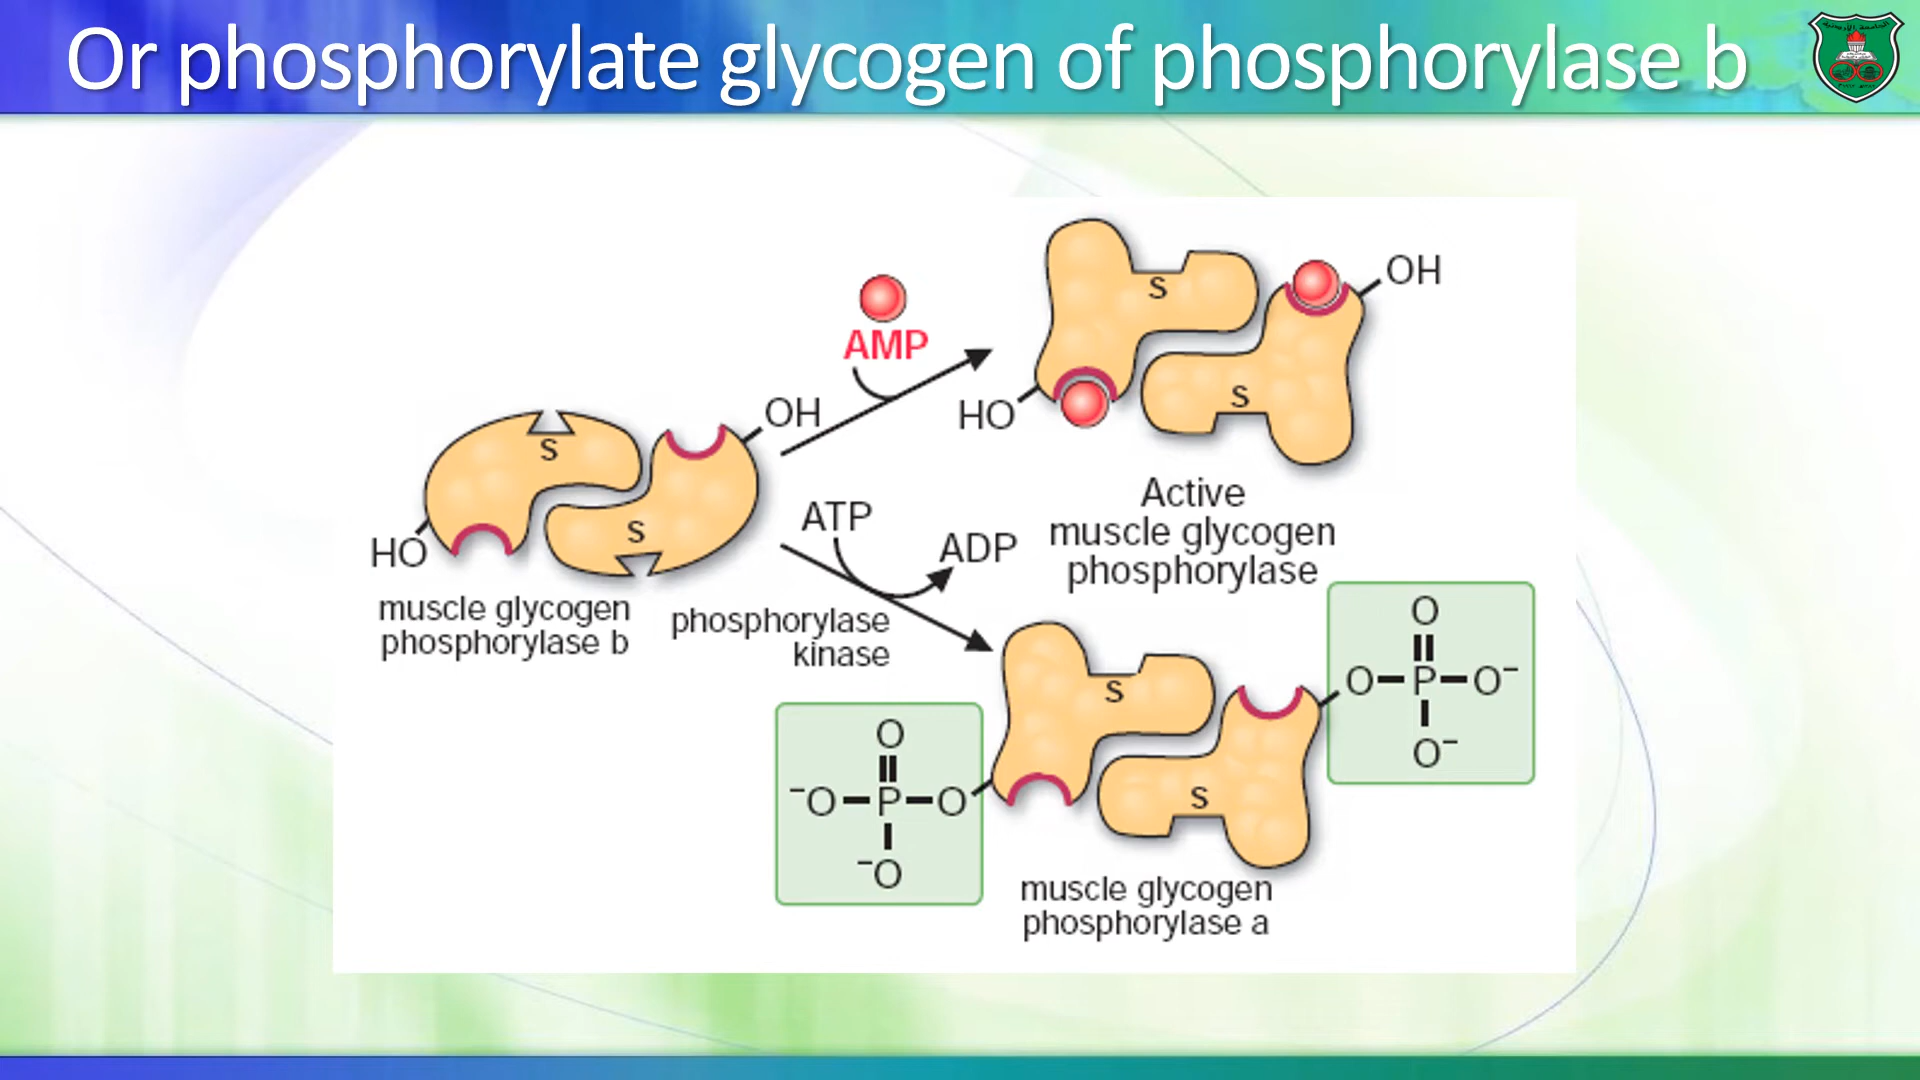 Or phosphorylate glycogen of phosphorylase b
AMP
OH
HO
S
S
OH
HO
S
S
muscle glycogen
phosphorylase b
Active
muscle glycogen
phosphorylase
ATP
ADP
phosphorylase
kinase
O
O P O⁻
O⁻
S
S
O
⁻O P O
⁻O
muscle glycogen
phosphorylase a